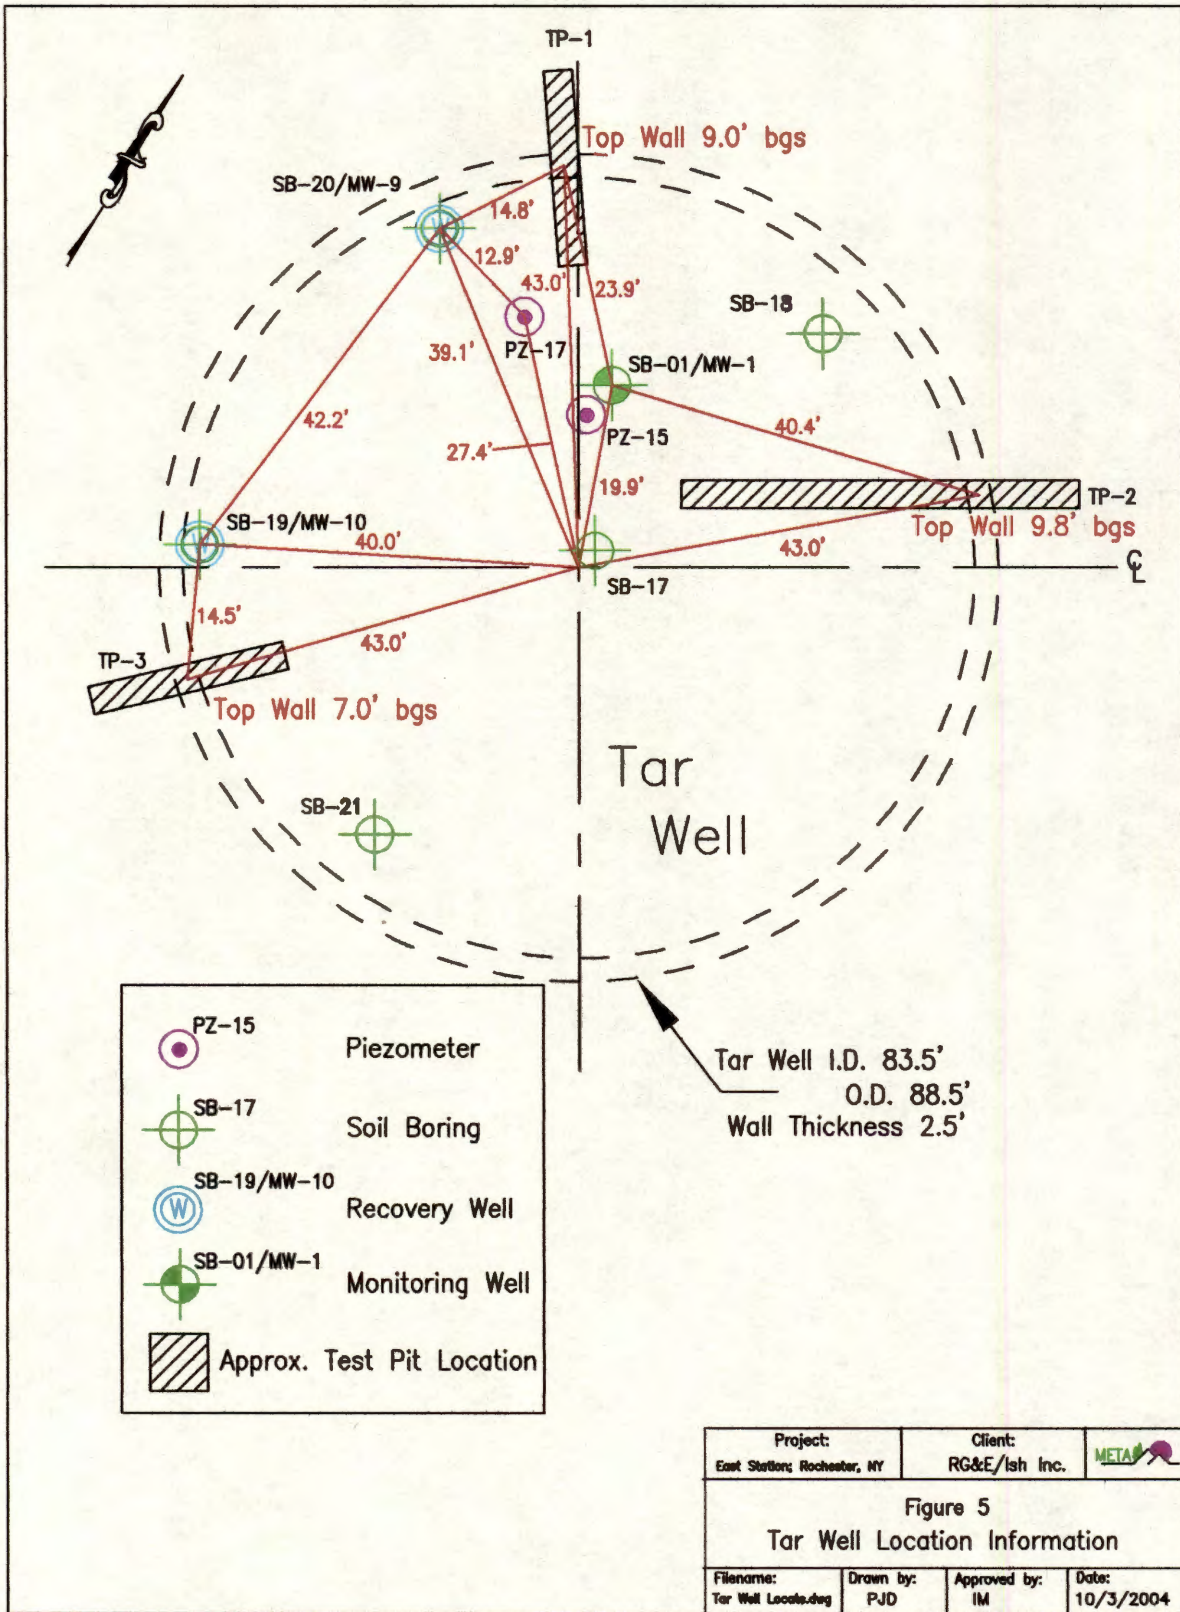 TP-1
Top Wall 9.0' bgs
SB-20/MW-9
W
14.8'
12.9'
43.0'
23.9'
SB-18
39.1'
PZ-17
SB-01/MW-1
42.2'
40.4'
PZ-15
27.4'
19.9'
TP-2
SB-19/MW-10
W
40.0'
Top Wall 9.8' bgs
43.0'
SB-17
CL
14.5'
43.0'
TP-3
Top Wall 7.0' bgs
Tar
Well
SB-21
PZ-15
Piezometer
SB-17
Soil Boring
SB-19/MW-10
W
Recovery Well
SB-01/MW-1
Monitoring Well
Approx. Test Pit Location
Tar Well I.D. 83.5'
O.D. 88.5'
Wall Thickness 2.5'
Project:
East Station; Rochester, NY
Client:
RG&E/Ish Inc.
META
Figure 5
Tar Well Location Information
Filename:
Tar Well Locate.dwg
Drawn by:
PJD
Approved by:
IM
Date:
10/3/2004